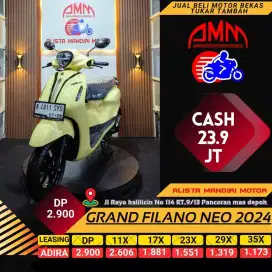 JUAL BELI MOTOR BEKAS
TUKAR TAMBAH
AMM
ALISTA MANDIRI MOTOR
AMM
CASH
23.9
JT
ALISTA MANDIRI MOTOR
Jl Raya kalilicin No 114 RT.9/13 Pancoran mas depok
DP
2.900
GRAND FILANO NEO 2024
LEASING DP 11X 17X 23X 29X 35X
ADIRA 2.900 2.606 1.881 1.551 1.319 1.173